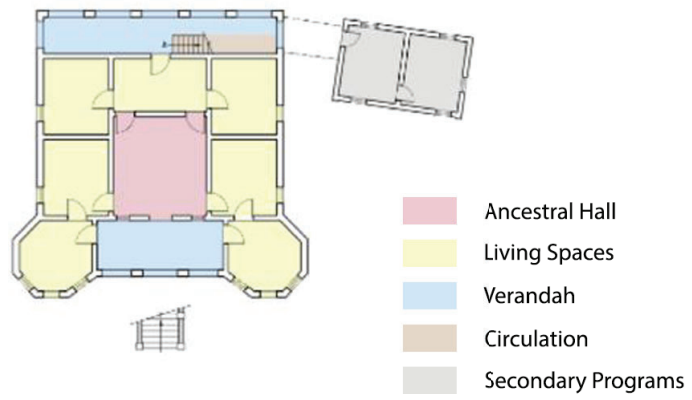 Ancestral Hall
Living Spaces
Verandah
Circulation
Secondary Programs